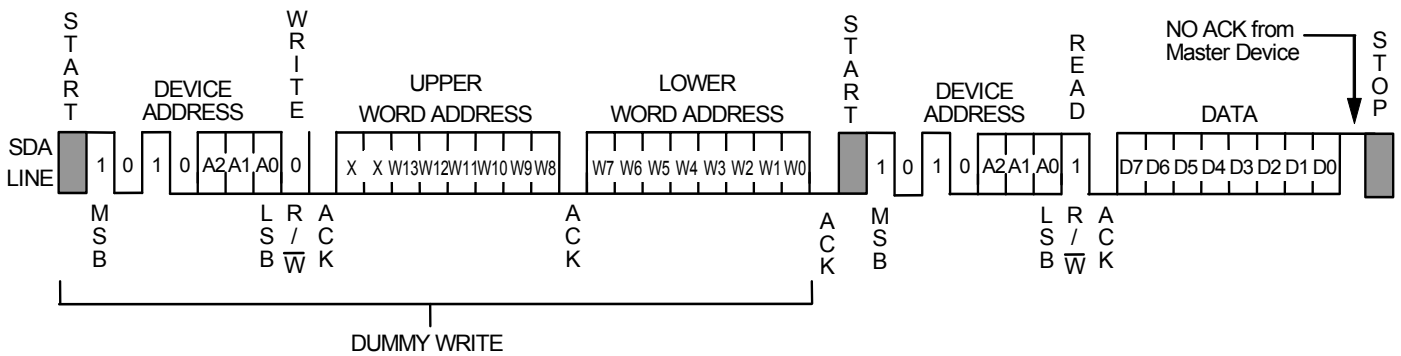 START
WRITE
START
READ
NO ACK from
Master Device
STOP
DEVICE
ADDRESS
UPPER
WORD ADDRESS
LOWER
WORD ADDRESS
DEVICE
ADDRESS
DATA
SDA
LINE
1 0 1 0 A2 A1 A0 0 X X W13 W12 W11 W10 W9 W8 W7 W6 W5 W4 W3 W2 W1 W0 1 0 1 0 A2 A1 A0 1 D7 D6 D5 D4 D3 D2 D1 D0
MSB
LSB
R/W̅
ACK
ACK
ACK
MSB
LSB
R/W̅
ACK
DUMMY WRITE